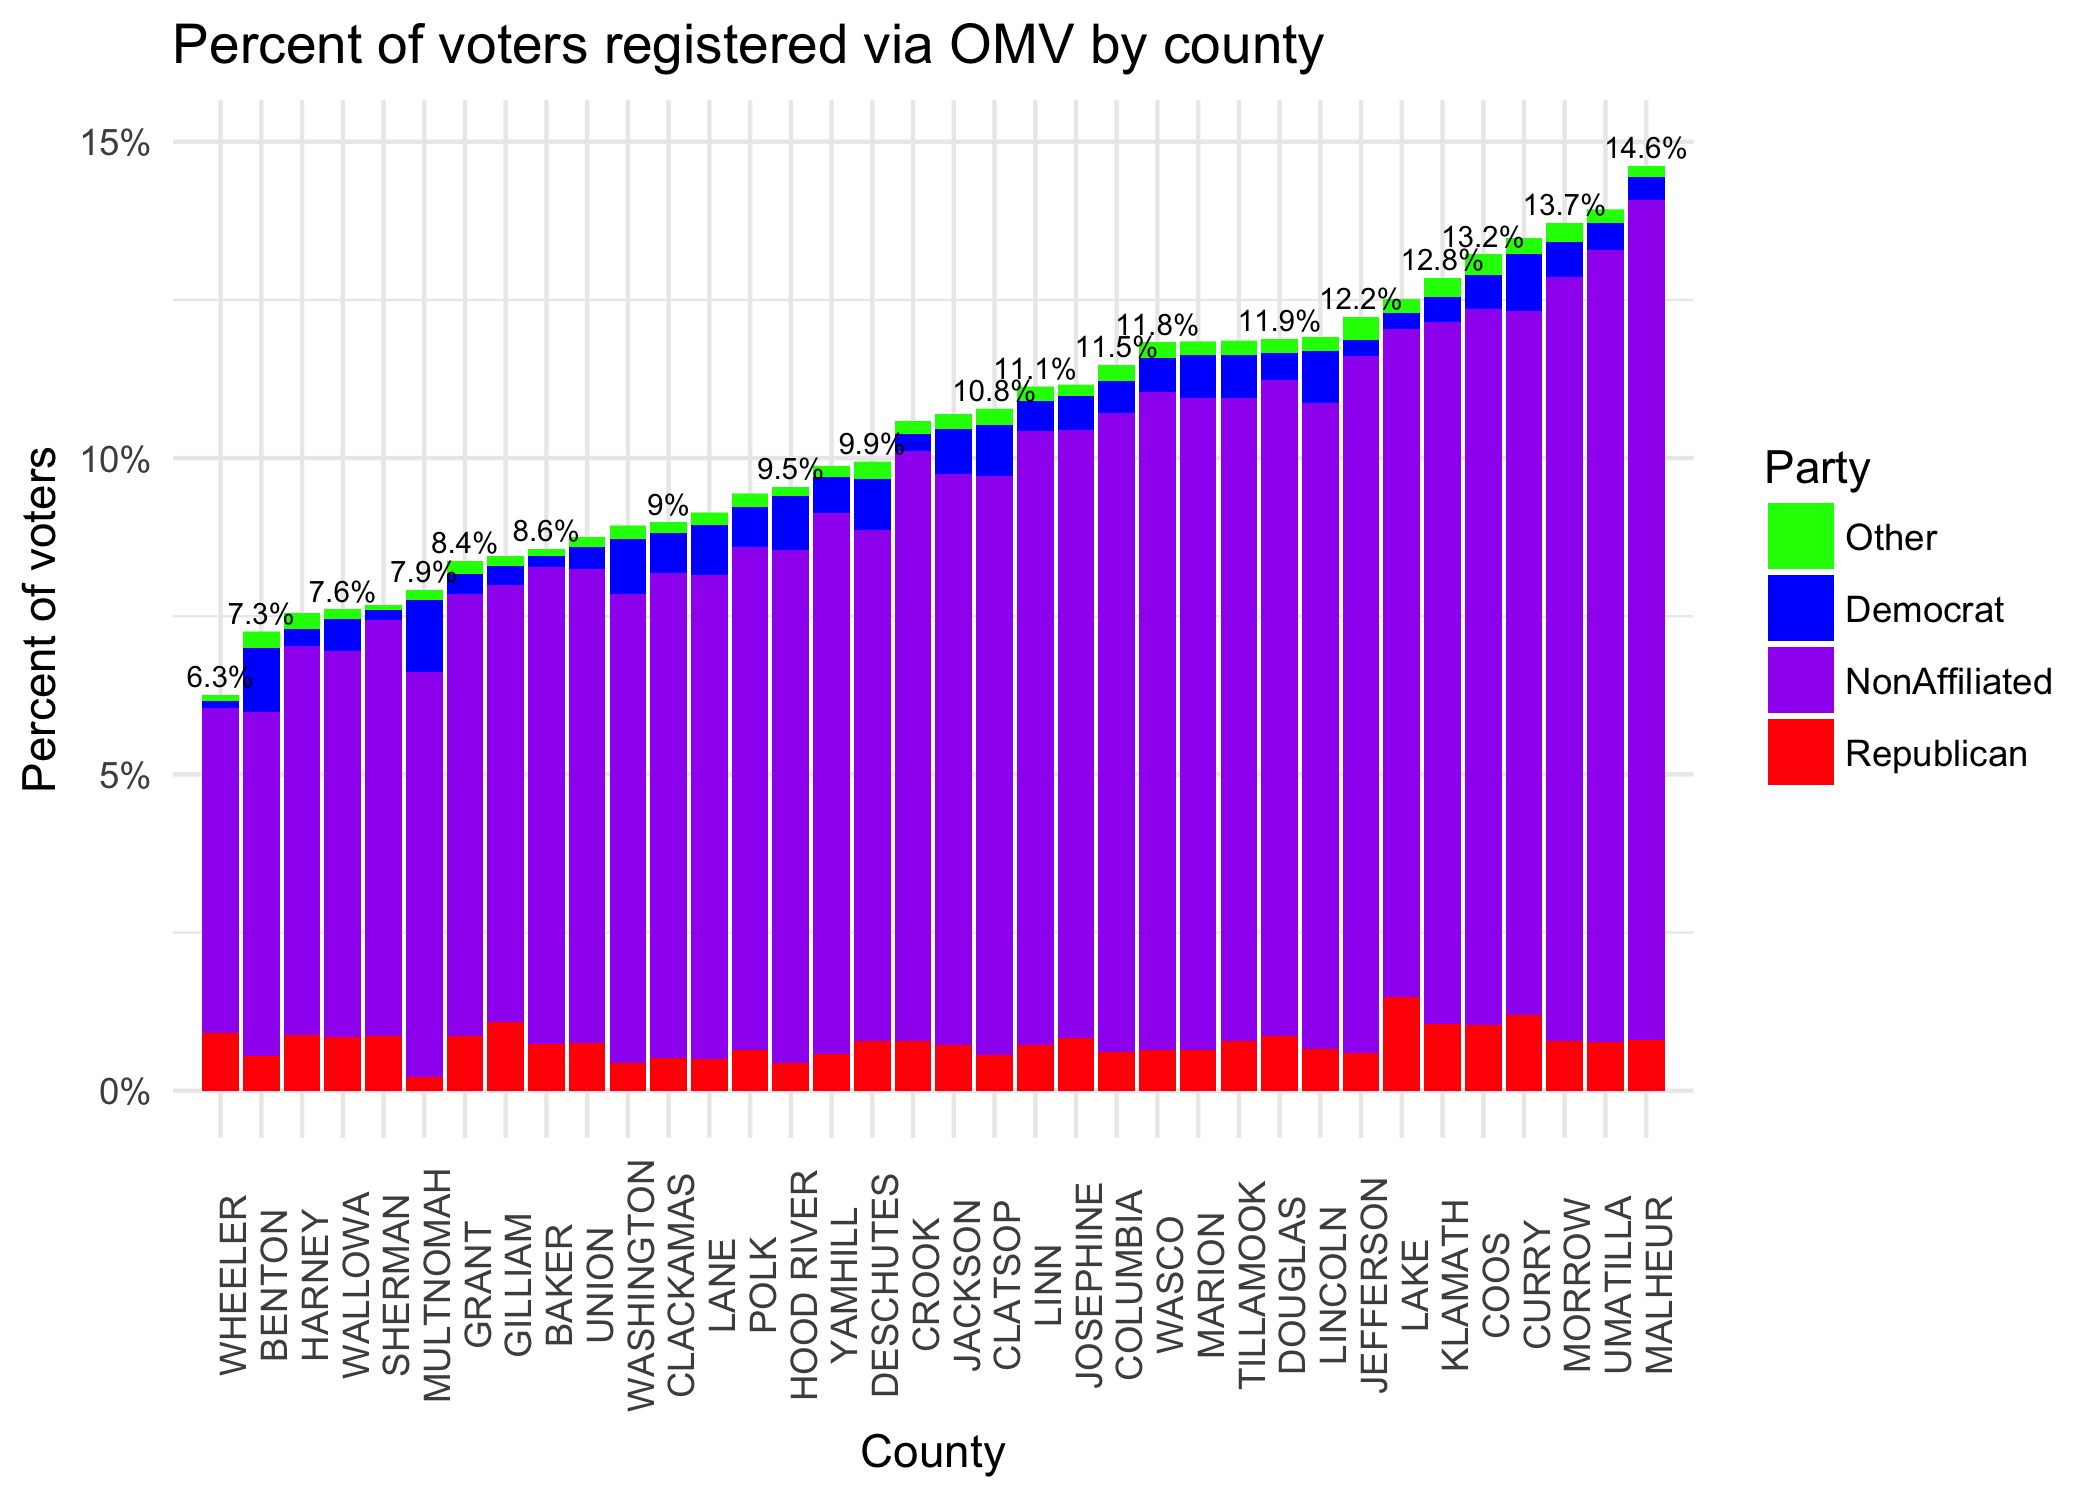 Percent of voters registered via OMV by county
Percent of voters
15%
10%
5%
0%
6.3%
7.3%
7.6%
7.9%
8.4%
8.6%
9%
9.5%
9.9%
10.8%
11.1%
11.5%
11.8%
11.9%
12.2%
12.8%
13.2%
13.7%
14.6%
WHEELER
BENTON
HARNEY
WALLOWA
SHERMAN
MULTNOMAH
GRANT
GILLIAM
BAKER
UNION
WASHINGTON
CLACKAMAS
LANE
POLK
HOOD RIVER
YAMHILL
DESCHUTES
CROOK
JACKSON
CLATSOP
LINN
JOSEPHINE
COLUMBIA
WASCO
MARION
TILLAMOOK
DOUGLAS
LINCOLN
JEFFERSON
LAKE
KLAMATH
COOS
CURRY
MORROW
UMATILLA
MALHEUR
County
Party
Other
Democrat
NonAffiliated
Republican